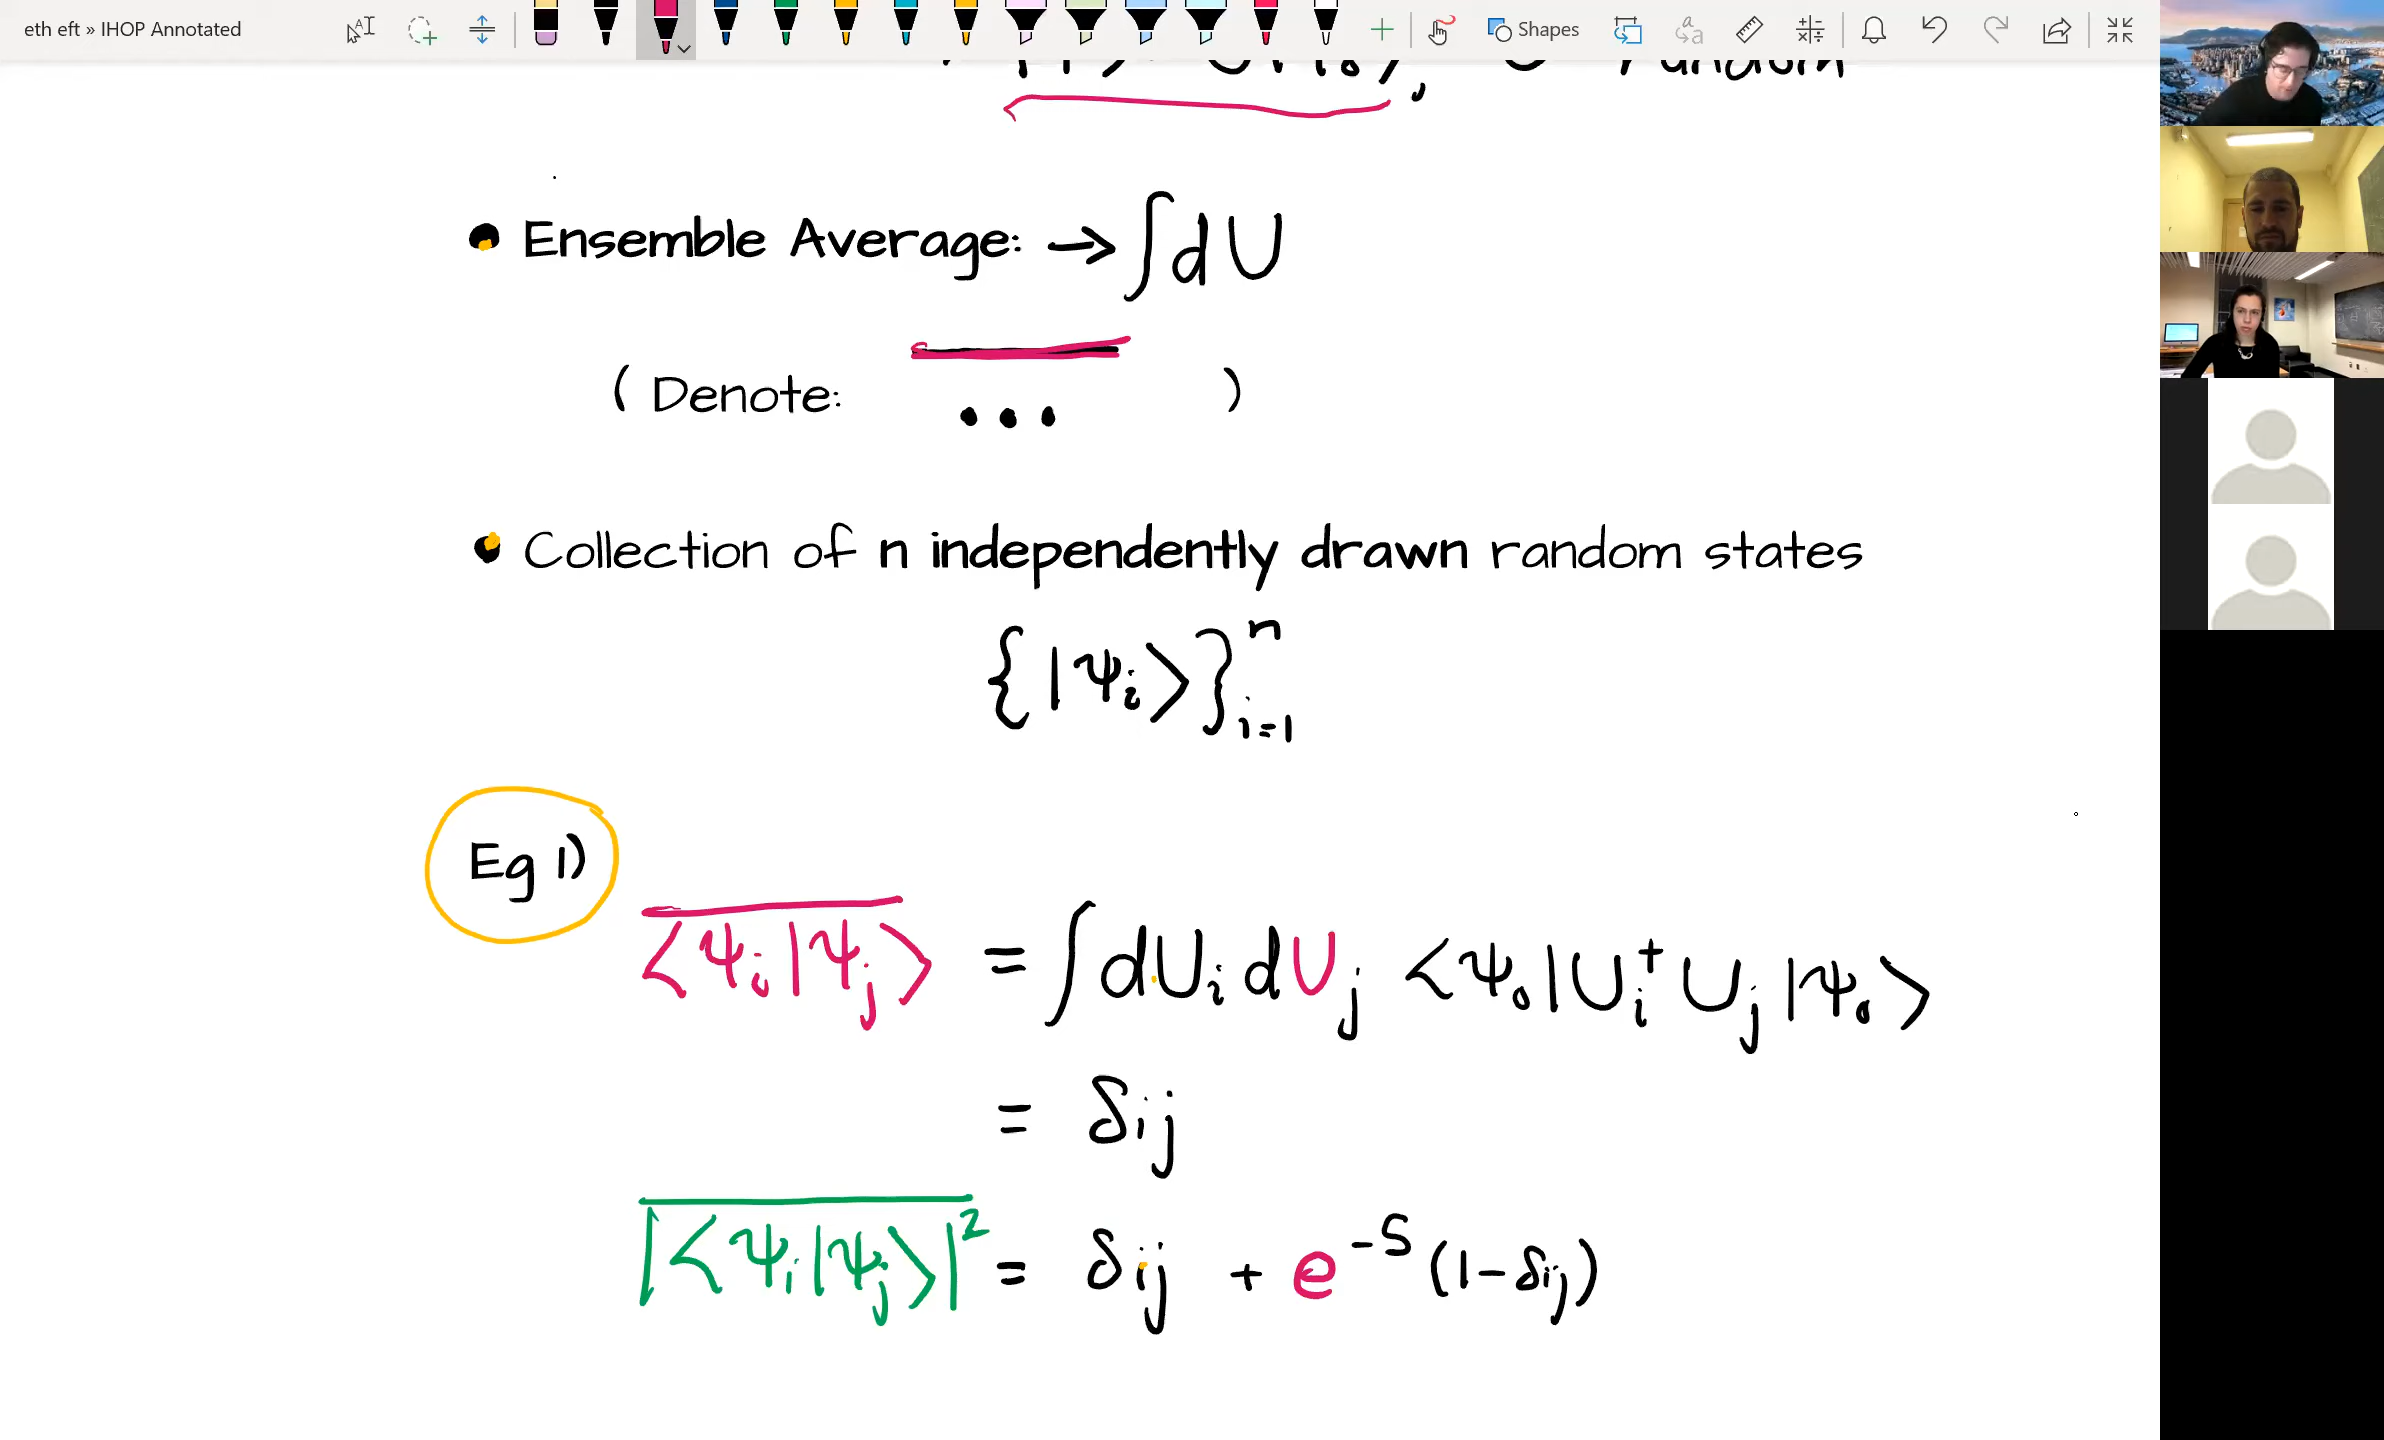 eth eft » IHOP Annotated
Shapes
random
• Ensemble Average: → ∫ d U
( Denote: ... )
• Collection of n independently drawn random states
{ |ψᵢ⟩ }ⁿᵢ₌₁
Eg 1)
⟨ψᵢ|ψⱼ⟩ = ∫ dUᵢ dUⱼ ⟨ψ₀|Uᵢ† Uⱼ|ψ₀⟩
= δij
|⟨ψᵢ|ψⱼ⟩|² = δij + e^{-S} (1-δij)